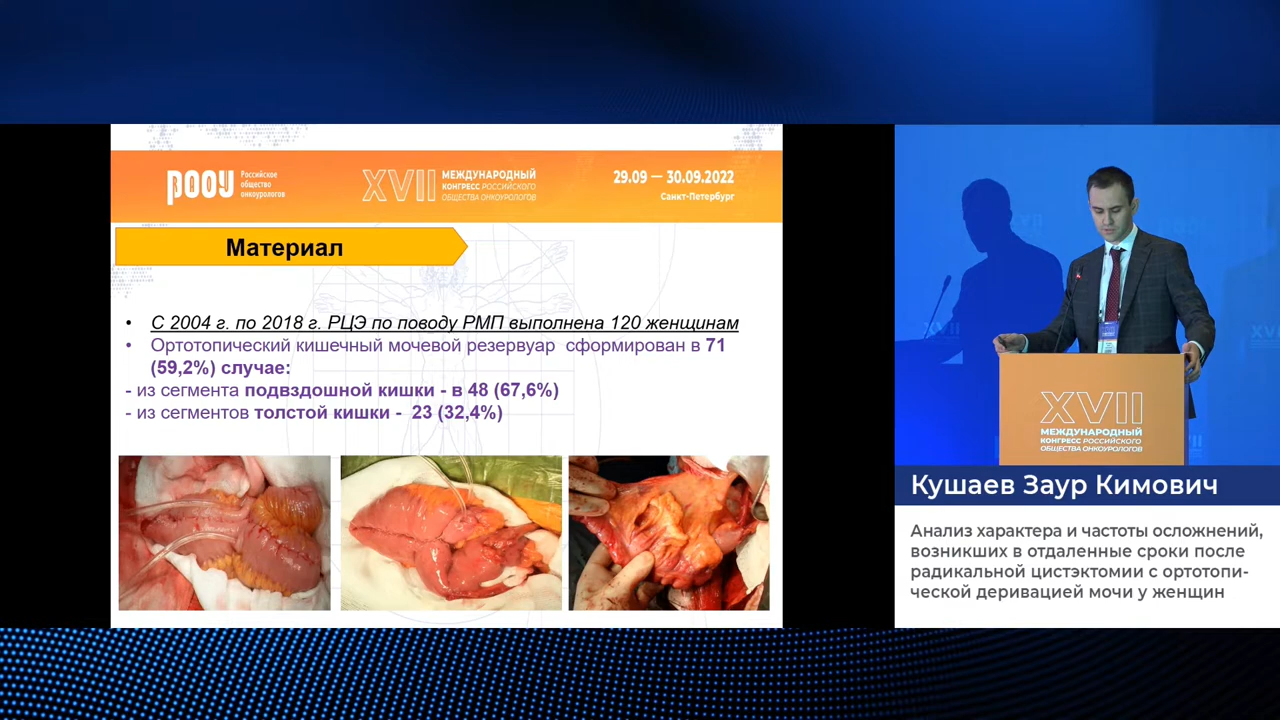 РООУ
Российское
общество
онкоурологов
XVII
МЕЖДУНАРОДНЫЙ
КОНГРЕСС РОССИЙСКОГО
ОБЩЕСТВА ОНКОУРОЛОГОВ
29.09 — 30.09.2022
Санкт-Петербург
Материал
• С 2004 г. по 2018 г. РЦЭ по поводу РМП выполнена 120 женщинам
• Ортотопический кишечный мочевой резервуар сформирован в 71
(59,2%) случае:
- из сегмента подвздошной кишки - в 48 (67,6%)
- из сегментов толстой кишки - 23 (32,4%)
XVII
МЕЖДУНАРОДНЫЙ
КОНГРЕСС РОССИЙСКОГО
ОБЩЕСТВА ОНКОУРОЛОГОВ
Кушаев Заур Кимович
Анализ характера и частоты осложнений,
возникших в отдаленные сроки после
радикальной цистэктомии с ортотопи-
ческой деривацией мочи у женщин